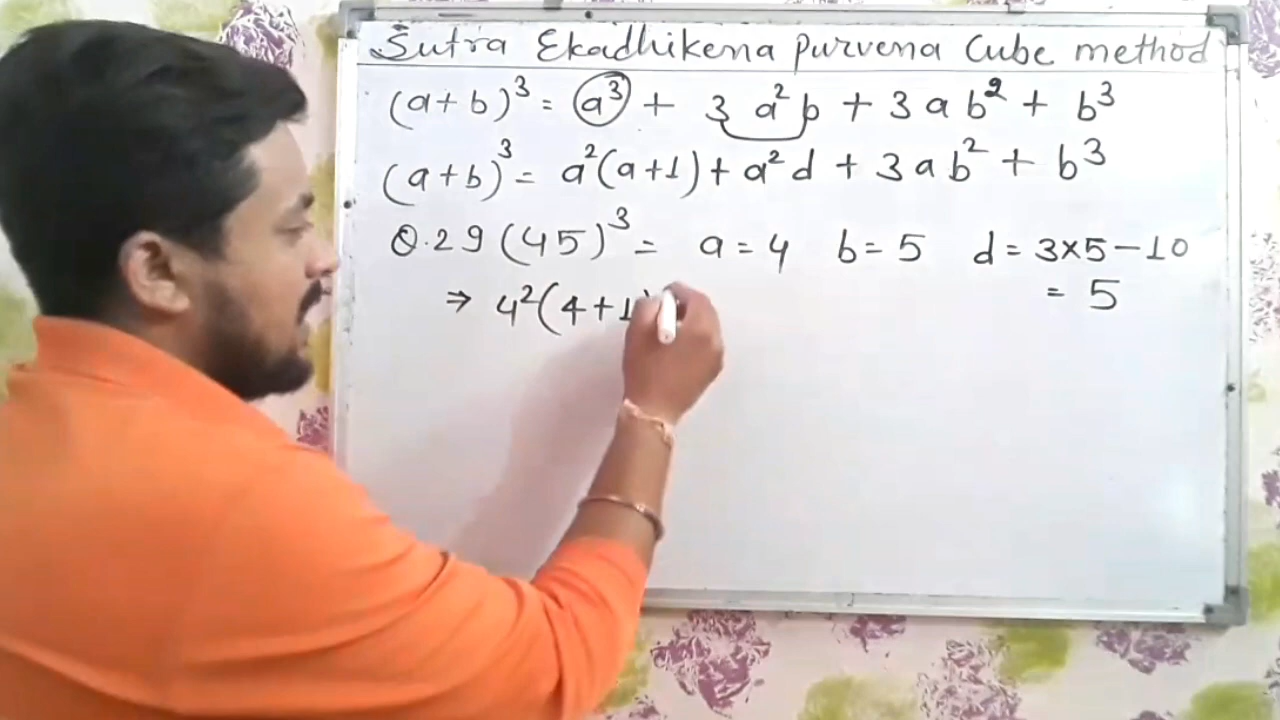 Sutra Ekadhikena Purvena Cube method
(a+b)³ = a³ + 3a²b + 3ab² + b³
(a+b)³ = a²(a+1) + a²d + 3ab² + b³
Q.29 (45)³ = a = 4 b = 5 d = 3×5−10
= 5
⇒ 4²(4+1)